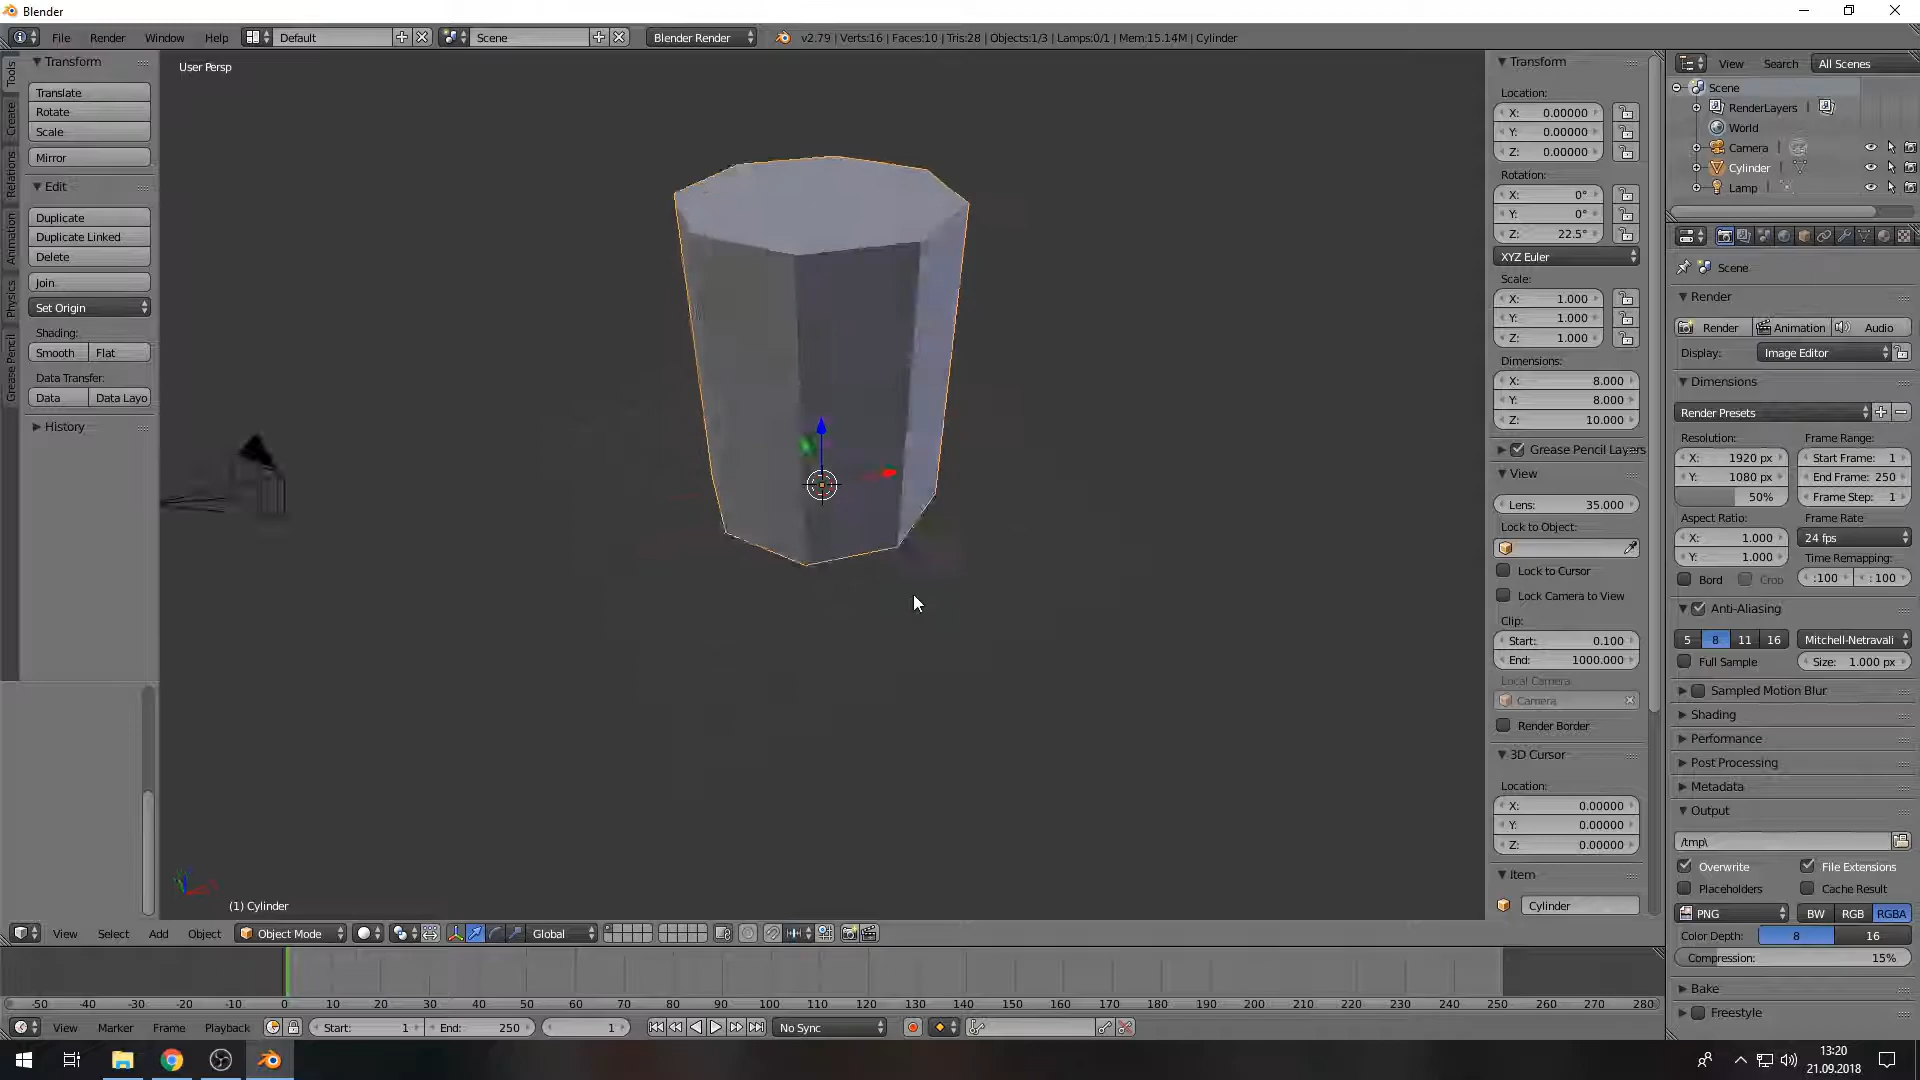 Blender
File Render Window Help Default Scene Blender Render v2.79 | Verts:16 | Faces:10 | Tris:28 | Objects:1/3 | Lamps:0/1 | Mem:15.14M | Cylinder
Tools
Create
Relations
Animation
Physics
Grease Pencil
Transform
Translate
Rotate
Scale
Mirror
Edit
Duplicate
Duplicate Linked
Delete
Join
Set Origin
Shading:
Smooth Flat
Data Transfer:
Data Data Layo
History
User Persp
(1) Cylinder
Transform
Location:
X: 0.00000
Y: 0.00000
Z: 0.00000
Rotation:
X: 0°
Y: 0°
Z: 22.5°
XYZ Euler
Scale:
X: 1.000
Y: 1.000
Z: 1.000
Dimensions:
X: 8.000
Y: 8.000
Z: 10.000
Grease Pencil Layers
View
Lens: 35.000
Lock to Object:
Lock to Cursor
Lock Camera to View
Clip:
Start: 0.100
End: 1000.000
Local Camera:
Camera
Render Border
3D Cursor
Location:
X: 0.00000
Y: 0.00000
Z: 0.00000
Item
Cylinder
View Search All Scenes
Scene
RenderLayers
World
Camera
Cylinder
Lamp
Scene
Render
Render Animation Audio
Display: Image Editor
Dimensions
Render Presets
Resolution: Frame Range:
X: 1920 px Start Frame: 1
Y: 1080 px End Frame: 250
50% Frame Step: 1
Aspect Ratio: Frame Rate
X: 1.000 24 fps
Y: 1.000 Time Remapping:
Bord Crop :100 :100
Anti-Aliasing
5 8 11 16 Mitchell-Netravali
Full Sample Size: 1.000 px
Sampled Motion Blur
Shading
Performance
Post Processing
Metadata
Output
/tmp\
Overwrite File Extensions
Placeholders Cache Result
PNG BW RGB RGBA
Color Depth: 8 16
Compression: 15%
Bake
Freestyle
View Select Add Object Object Mode Global
-50 -40 -30 -20 -10 0 10 20 30 40 50 60 70 80 90 100 110 120 130 140 150 160 170 180 190 200 210 220 230 240 250 260 270 280
View Marker Frame Playback Start: 1 End: 250 1 No Sync
13:20
21.09.2018